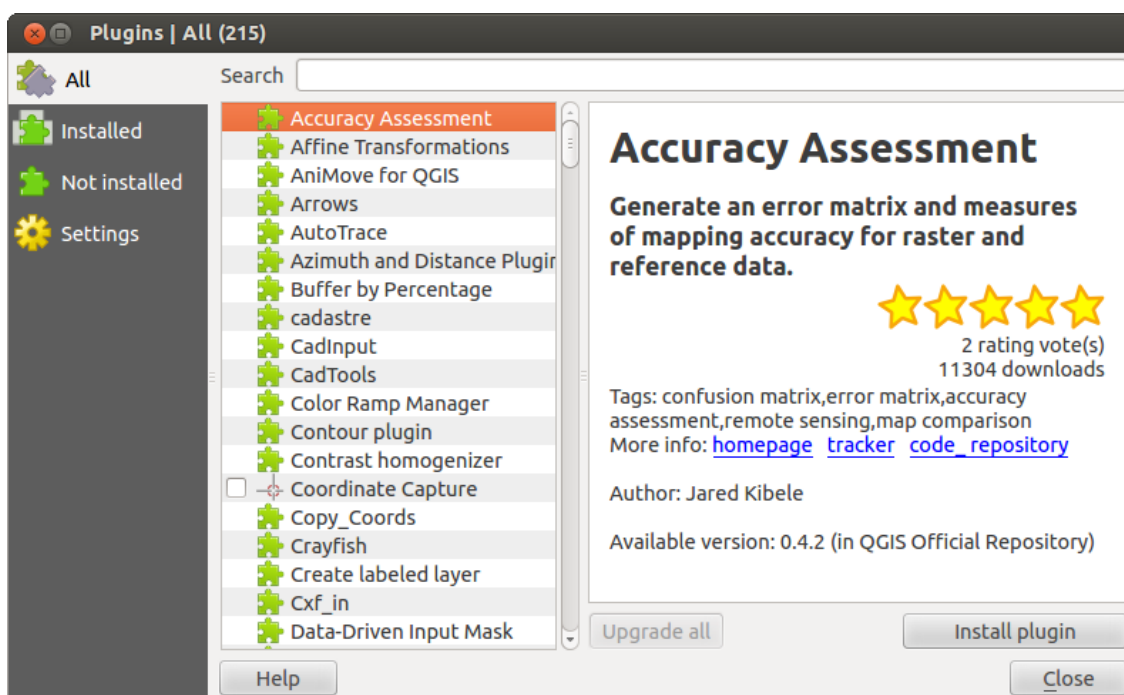 Plugins | All (215)
All
Installed
Not installed
Settings
Search
Accuracy Assessment
Affine Transformations
AniMove for QGIS
Arrows
AutoTrace
Azimuth and Distance Plugin
Buffer by Percentage
cadastre
CadInput
CadTools
Color Ramp Manager
Contour plugin
Contrast homogenizer
Coordinate Capture
Copy_Coords
Crayfish
Create labeled layer
Cxf_in
Data-Driven Input Mask
Accuracy Assessment
Generate an error matrix and measures
of mapping accuracy for raster and
reference data.
2 rating vote(s)
11304 downloads
Tags: confusion matrix,error matrix,accuracy
assessment,remote sensing,map comparison
More info: homepage tracker code_repository
Author: Jared Kibele
Available version: 0.4.2 (in QGIS Official Repository)
Upgrade all
Install plugin
Help
Close